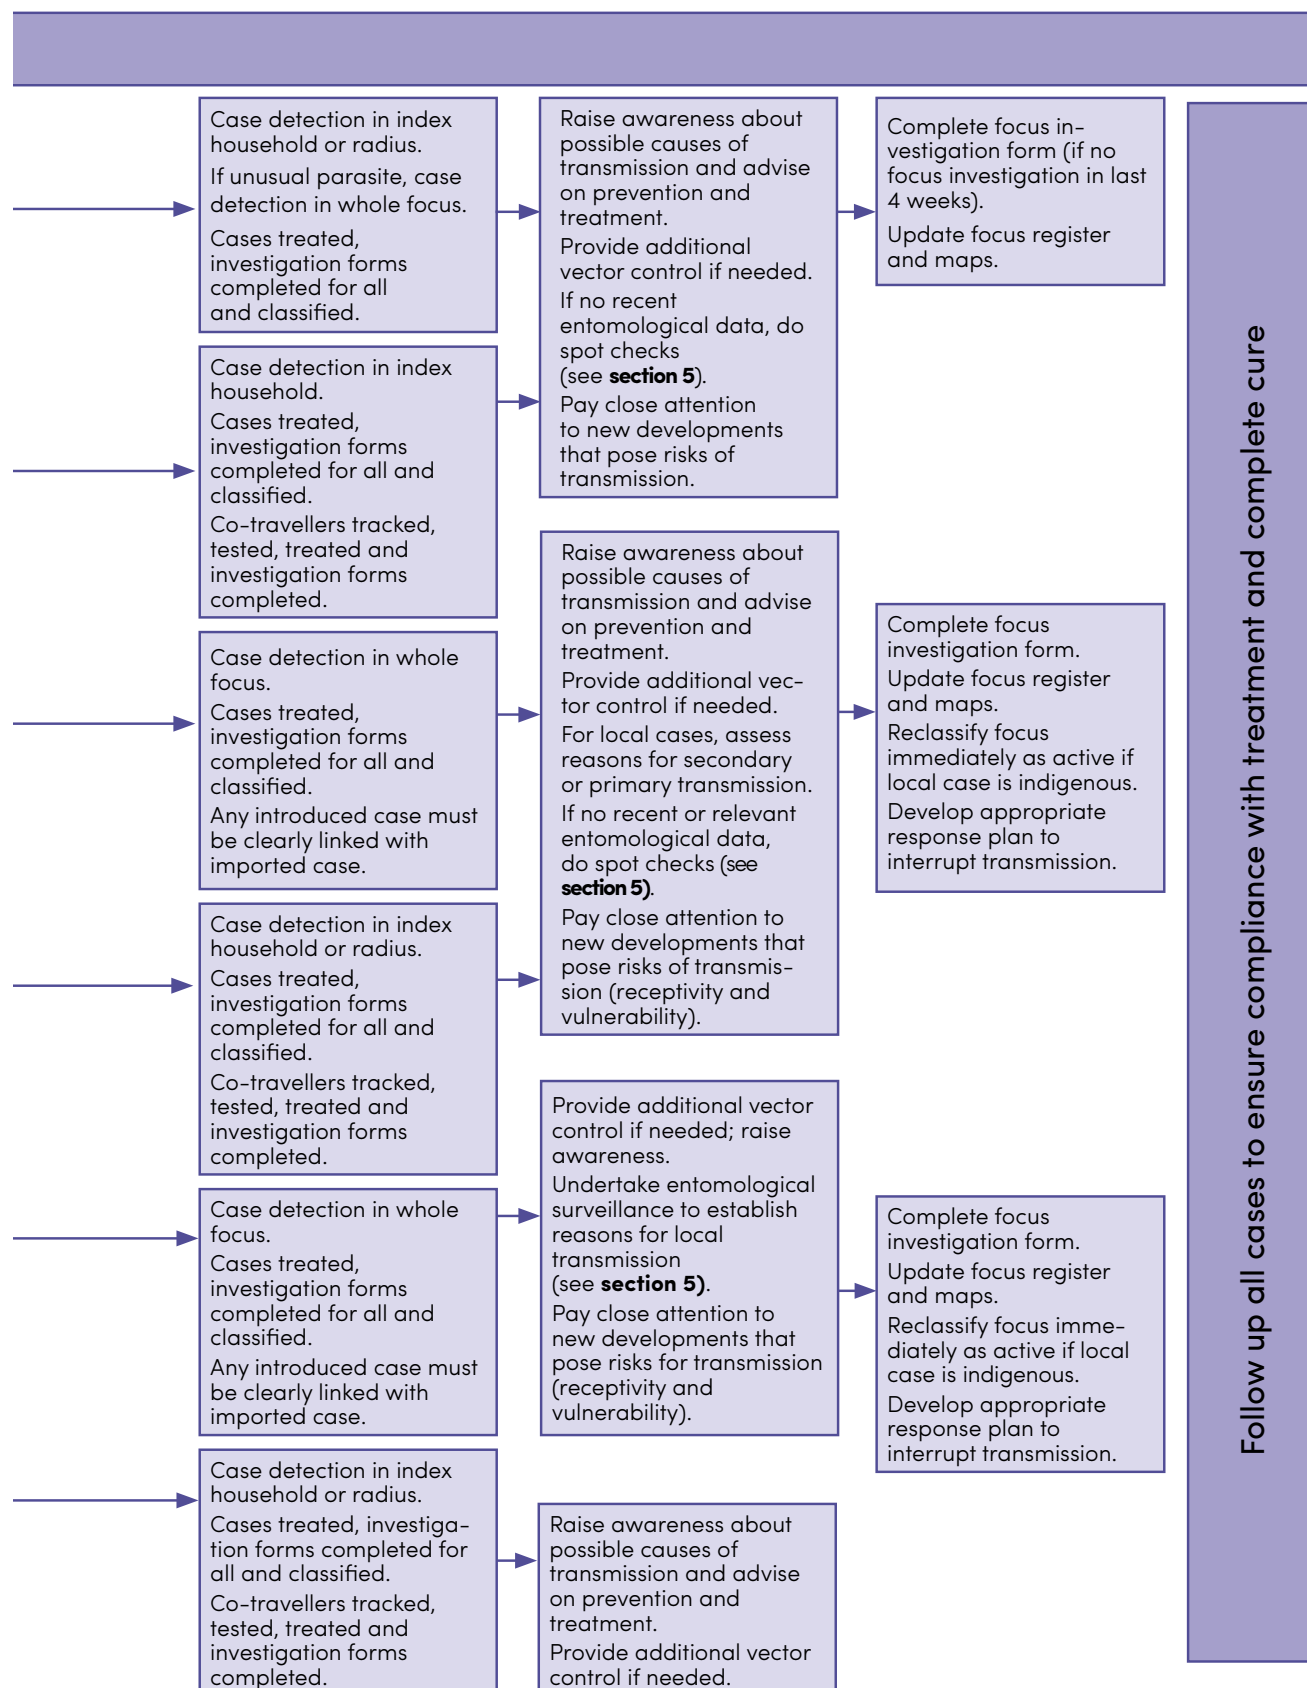 Case detection in index
household or radius.
If unusual parasite, case
detection in whole focus.
Cases treated,
investigation forms
completed for all
and classified.
Raise awareness about
possible causes of
transmission and advise
on prevention and
treatment.
Provide additional
vector control if needed.
If no recent
entomological data, do
spot checks
(see section 5).
Pay close attention
to new developments
that pose risks of
transmission.
Complete focus in-
vestigation form (if no
focus investigation in last
4 weeks).
Update focus register
and maps.
Case detection in index
household.
Cases treated,
investigation forms
completed for all and
classified.
Co-travellers tracked,
tested, treated and
investigation forms
completed.
Case detection in whole
focus.
Cases treated,
investigation forms
completed for all and
classified.
Any introduced case must
be clearly linked with
imported case.
Raise awareness about
possible causes of
transmission and advise
on prevention and
treatment.
Provide additional vec-
tor control if needed.
For local cases, assess
reasons for secondary
or primary transmission.
If no recent or relevant
entomological data,
do spot checks (see
section 5).
Pay close attention to
new developments that
pose risks of transmis-
sion (receptivity and
vulnerability).
Complete focus
investigation form.
Update focus register
and maps.
Reclassify focus
immediately as active if
local case is indigenous.
Develop appropriate
response plan to
interrupt transmission.
Case detection in index
household or radius.
Cases treated,
investigation forms
completed for all and
classified.
Co-travellers tracked,
tested, treated and
investigation forms
completed.
Case detection in whole
focus.
Cases treated,
investigation forms
completed for all and
classified.
Any introduced case must
be clearly linked with
imported case.
Provide additional vector
control if needed; raise
awareness.
Undertake entomological
surveillance to establish
reasons for local
transmission
(see section 5).
Pay close attention to
new developments that
pose risks for transmission
(receptivity and
vulnerability).
Complete focus
investigation form.
Update focus register
and maps.
Reclassify focus imme-
diately as active if local
case is indigenous.
Develop appropriate
response plan to
interrupt transmission.
Case detection in index
household or radius.
Cases treated, investiga-
tion forms completed for
all and classified.
Co-travellers tracked,
tested, treated and
investigation forms
completed.
Raise awareness about
possible causes of
transmission and advise
on prevention and
treatment.
Provide additional vector
control if needed.
Follow up all cases to ensure compliance with treatment and complete cure